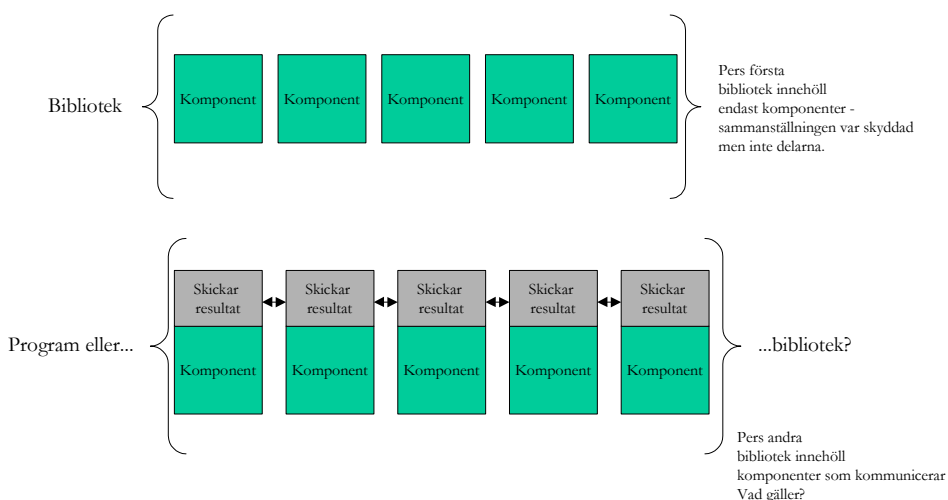 Bibliotek
Komponent
Komponent
Komponent
Komponent
Komponent
Pers första
bibliotek innehöll
endast komponenter -
sammanställningen var skyddad
men inte delarna.
Program eller...
Skickar
resultat
Skickar
resultat
Skickar
resultat
Skickar
resultat
Skickar
resultat
Komponent
Komponent
Komponent
Komponent
Komponent
...bibliotek?
Pers andra
bibliotek innehöll
komponenter som kommunicerar
Vad gäller?